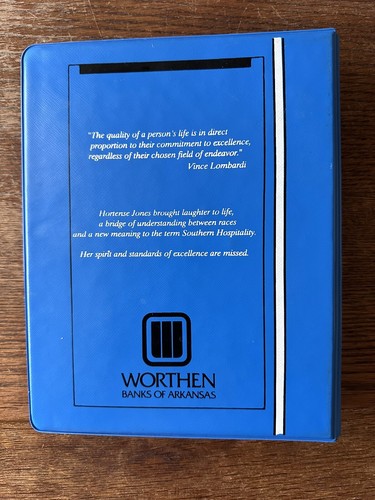 "The quality of a person's life is in direct
proportion to their commitment to excellence,
regardless of their chosen field of endeavor."
Vince Lombardi
Hortense Jones brought laughter to life,
a bridge of understanding between races
and a new meaning to the term Southern Hospitality.
Her spirit and standards of excellence are missed.
WORTHEN
BANKS OF ARKANSAS